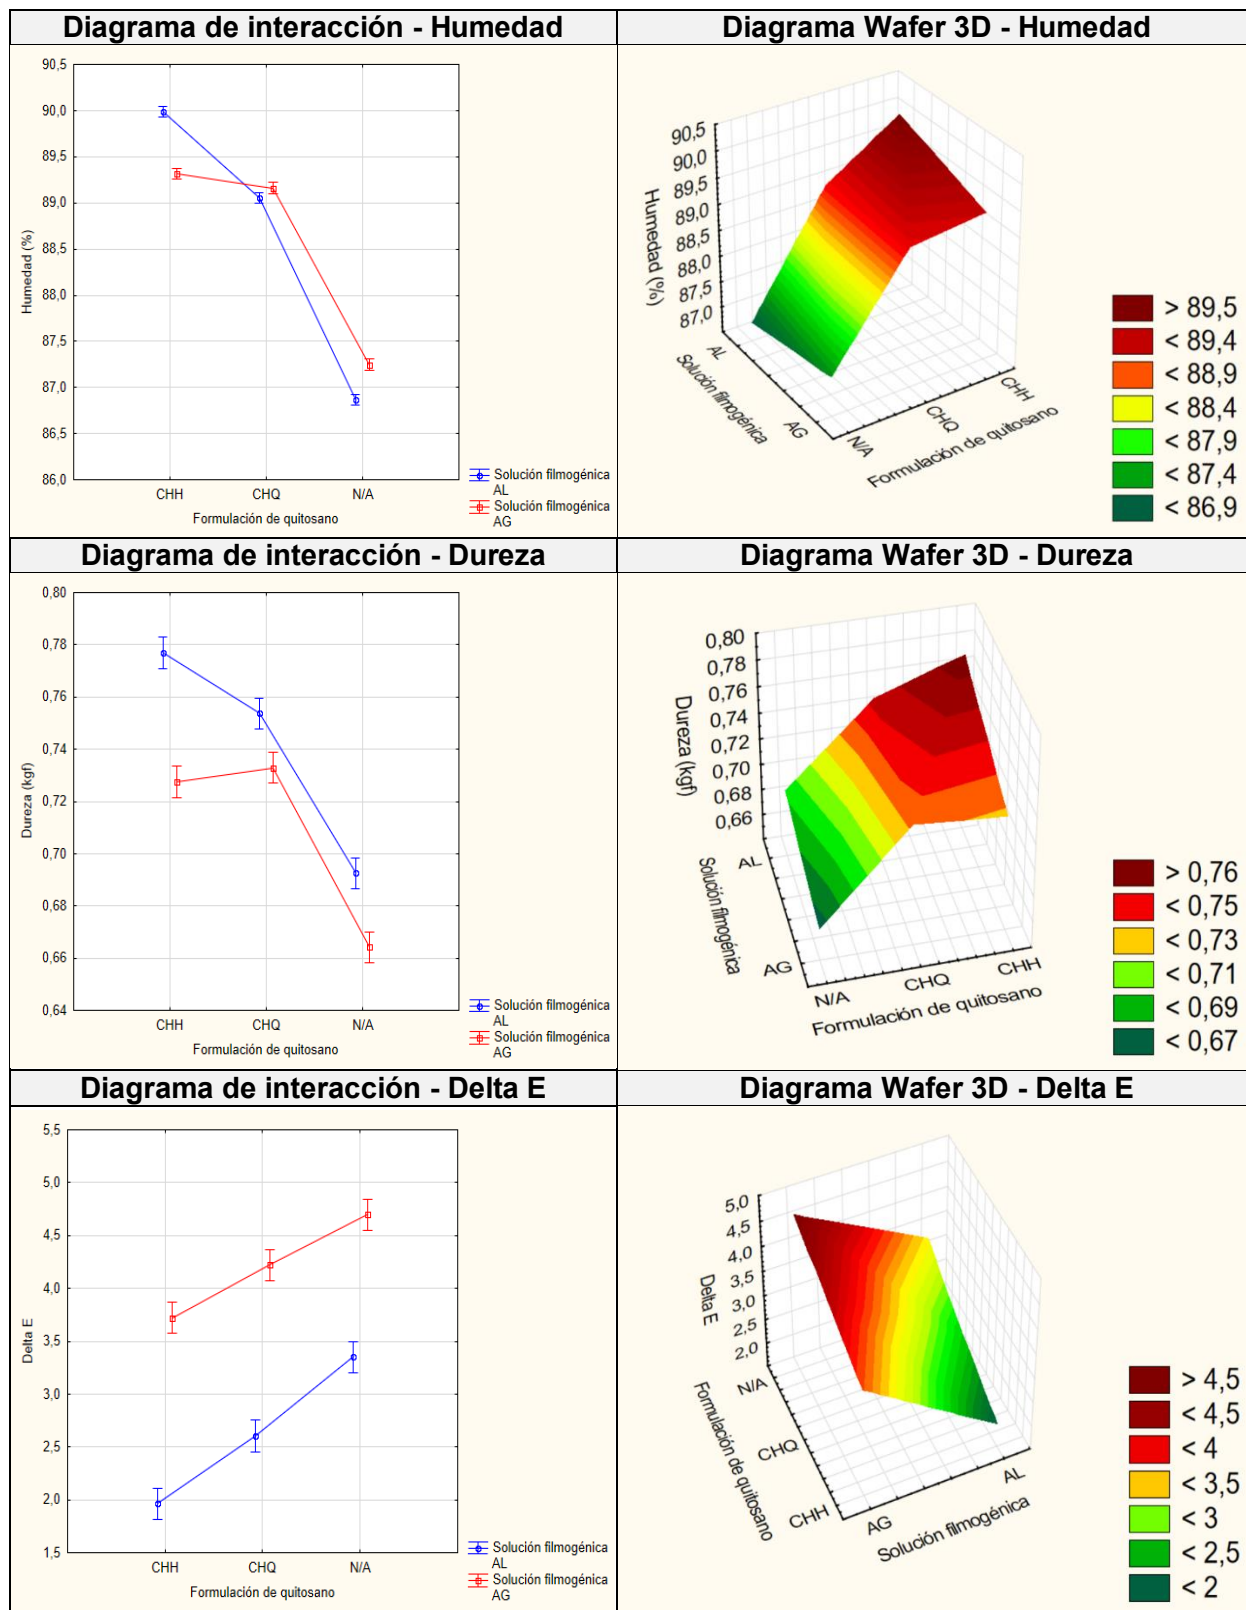 Diagrama de interacción - Humedad
90,5
90,0
89,5
89,0
88,5
88,0
87,5
87,0
86,5
86,0
Humedad (%)
CHH
CHQ
N/A
Formulación de quitosano
Solución filmogénica
AL
Solución filmogénica
AG
Diagrama Wafer 3D - Humedad
90,5
90,0
89,5
89,0
88,5
88,0
87,5
87,0
Humedad (%)
AL
AG
Solución filmogénica
N/A
CHQ
CHH
Formulación de quitosano
> 89,5
< 89,4
< 88,9
< 88,4
< 87,9
< 87,4
< 86,9
Diagrama de interacción - Dureza
0,80
0,78
0,76
0,74
0,72
0,70
0,68
0,66
0,64
Dureza (kgf)
CHH
CHQ
N/A
Formulación de quitosano
Solución filmogénica
AL
Solución filmogénica
AG
Diagrama Wafer 3D - Dureza
0,80
0,78
0,76
0,74
0,72
0,70
0,68
0,66
Dureza (kgf)
AL
AG
Solución filmogénica
N/A
CHQ
CHH
Formulación de quitosano
> 0,76
< 0,75
< 0,73
< 0,71
< 0,69
< 0,67
Diagrama de interacción - Delta E
5,5
5,0
4,5
4,0
3,5
3,0
2,5
2,0
1,5
Delta E
CHH
CHQ
N/A
Formulación de quitosano
Solución filmogénica
AL
Solución filmogénica
AG
Diagrama Wafer 3D - Delta E
5,0
4,5
4,0
3,5
3,0
2,5
2,0
Delta E
N/A
CHQ
CHH
Formulación de quitosano
AG
AL
Solución filmogénica
> 4,5
< 4,5
< 4
< 3,5
< 3
< 2,5
< 2